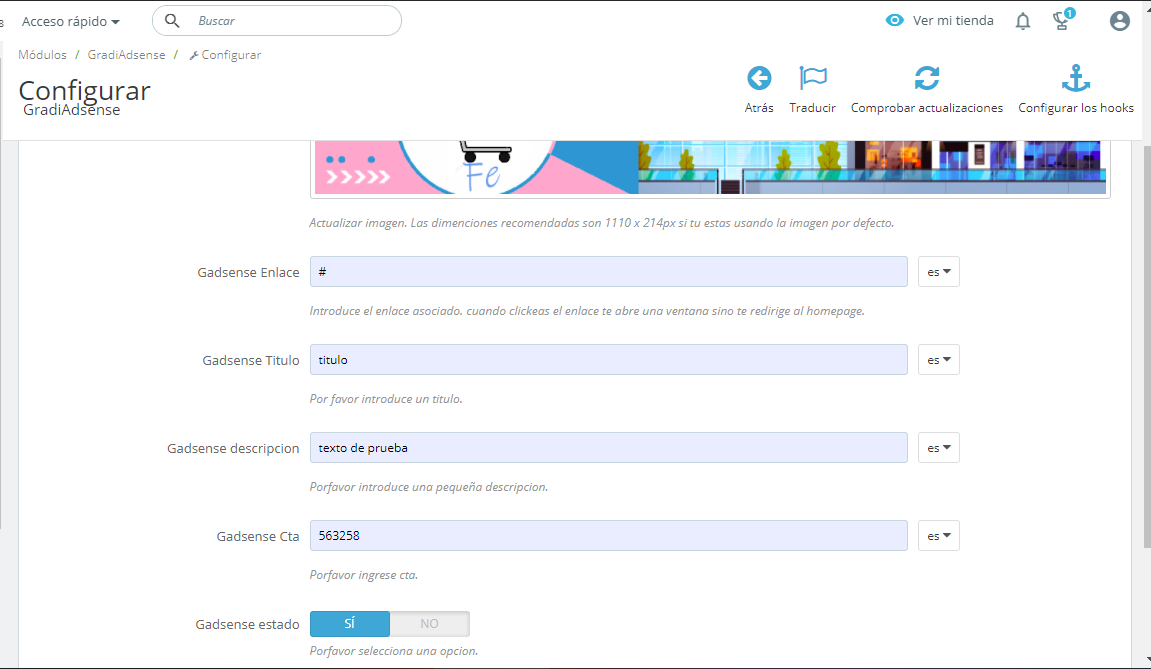 Acceso rápido
Buscar
Ver mi tienda
1
Módulos / GradiAdsense / Configurar
Configurar
GradiAdsense
Atrás
Traducir
Comprobar actualizaciones
Configurar los hooks
Fe
Actualizar imagen. Las dimenciones recomendadas son 1110 x 214px si tu estas usando la imagen por defecto.
Gadsense Enlace
#
es
Introduce el enlace asociado. cuando clickeas el enlace te abre una ventana sino te redirige al homepage.
Gadsense Titulo
titulo
es
Por favor introduce un titulo.
Gadsense descripcion
texto de prueba
es
Porfavor introduce una pequeña descripcion.
Gadsense Cta
563258
es
Porfavor ingrese cta.
Gadsense estado
SÍ
NO
Porfavor selecciona una opcion.